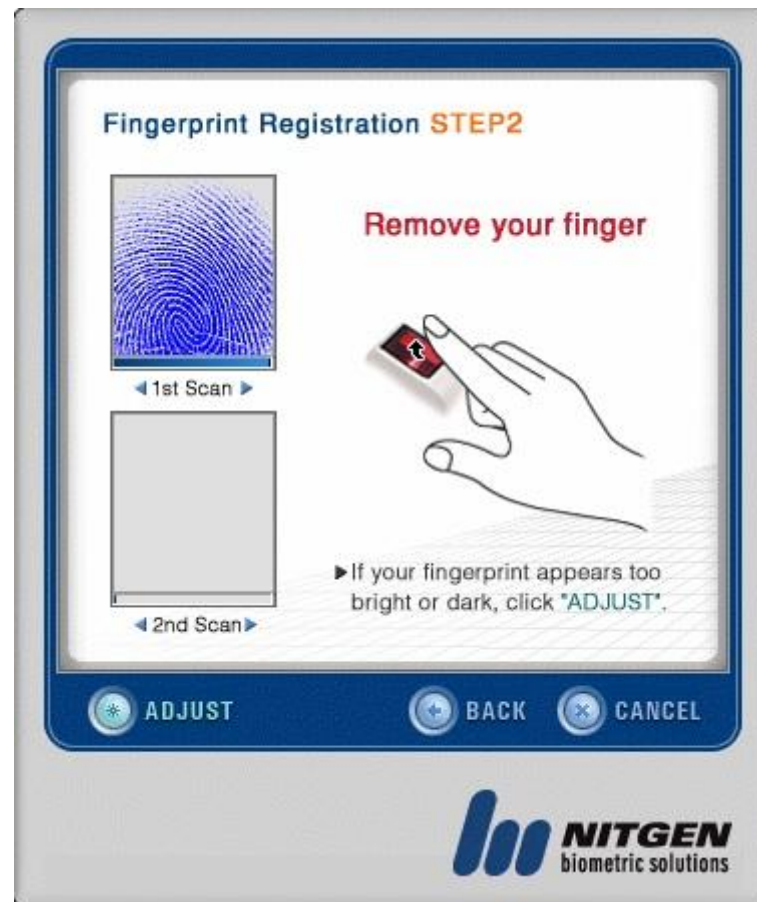 Fingerprint Registration STEP2
Remove your finger
1st Scan
If your fingerprint appears too
bright or dark, click "ADJUST".
2nd Scan
ADJUST
BACK
CANCEL
NITGEN
biometric solutions